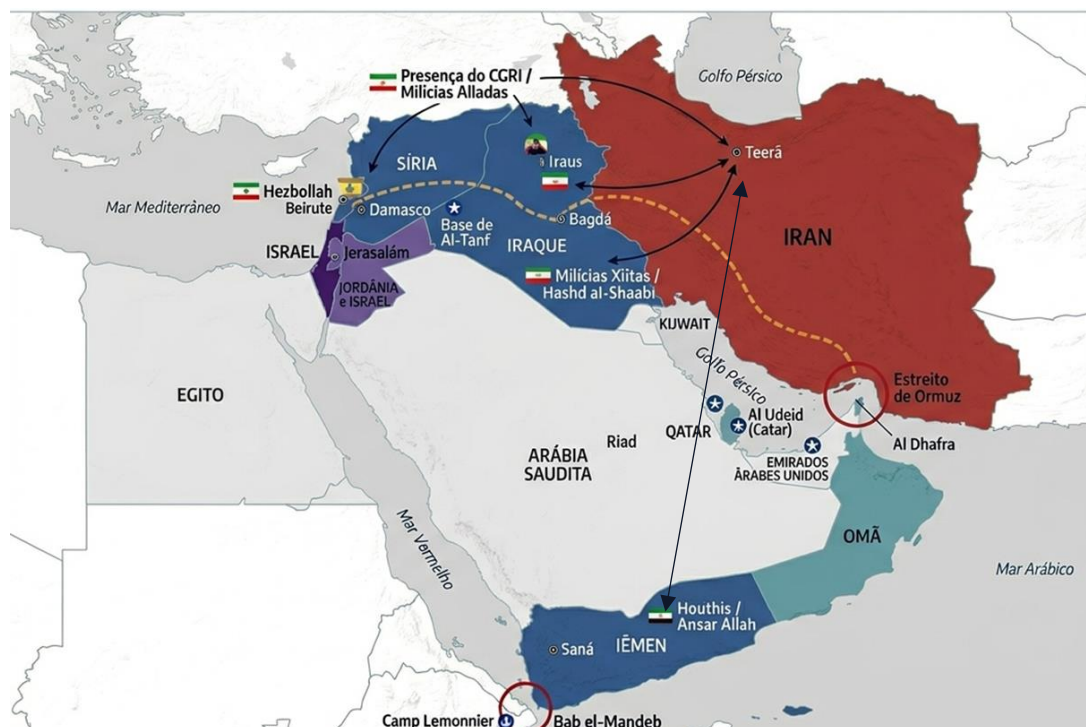 Presença do CGRI /
Milicias Alladas
Golfo Pérsico
Teerá
Iraus
SÍRIA
Hezbollah
Beirute
Mar Mediterrâneo
Damasco
Base de
Al-Tanf
Bagdá
IRAQUE
IRAN
ISRAEL
Jerasalám
JORDÂNIA
e ISRAEL
Milícias Xiitas /
Hashd al-Shaabi
KUWAIT
Golfo Pérsico
EGITO
Estreito
de Ormuz
Al Udeid
(Catar)
QATAR
Riad
Al Dhafra
ARÁBIA
SAUDITA
EMIRADOS
ÁRABES UNIDOS
Mar Vermelho
OMÃ
Mar Arábico
Houthis /
Ansar Allah
Saná
IĒMEN
Camp Lemonnier
Bab el-Mandeb